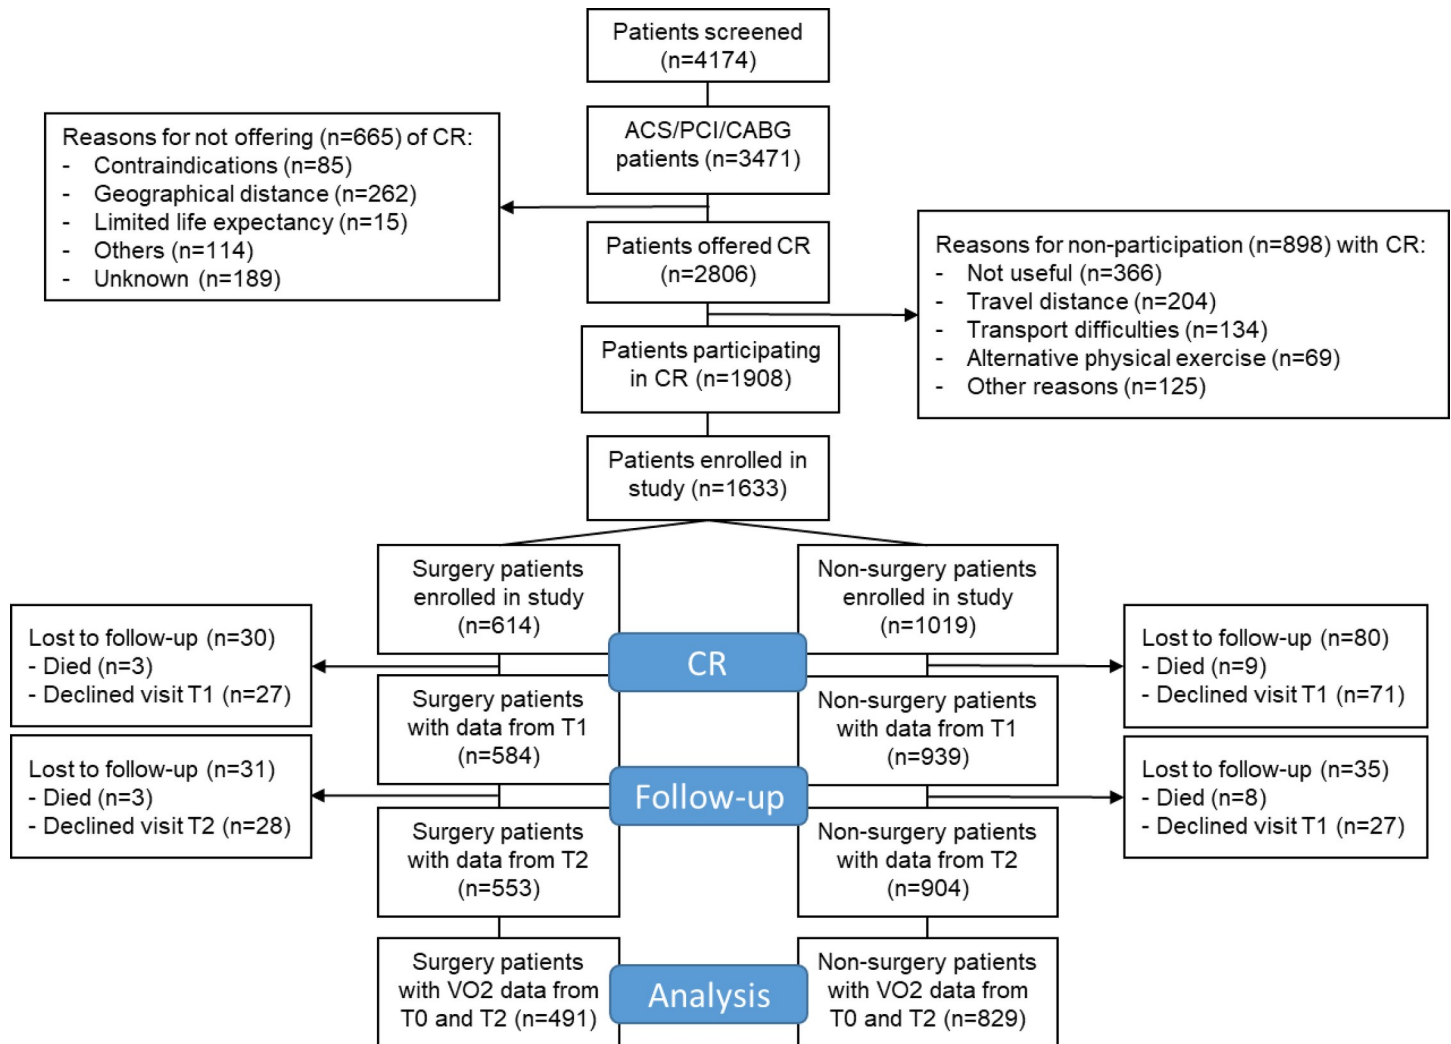 Patients screened
(n=4174)
ACS/PCI/CABG
patients (n=3471)
Reasons for not offering (n=665) of CR:
- Contraindications (n=85)
- Geographical distance (n=262)
- Limited life expectancy (n=15)
- Others (n=114)
- Unknown (n=189)
Patients offered CR
(n=2806)
Reasons for non-participation (n=898) with CR:
- Not useful (n=366)
- Travel distance (n=204)
- Transport difficulties (n=134)
- Alternative physical exercise (n=69)
- Other reasons (n=125)
Patients participating
in CR (n=1908)
Patients enrolled in
study (n=1633)
Surgery patients
enrolled in study
(n=614)
Non-surgery patients
enrolled in study
(n=1019)
CR
Lost to follow-up (n=30)
- Died (n=3)
- Declined visit T1 (n=27)
Lost to follow-up (n=80)
- Died (n=9)
- Declined visit T1 (n=71)
Surgery patients
with data from T1
(n=584)
Non-surgery patients
with data from T1
(n=939)
Follow-up
Lost to follow-up (n=31)
- Died (n=3)
- Declined visit T2 (n=28)
Lost to follow-up (n=35)
- Died (n=8)
- Declined visit T1 (n=27)
Surgery patients
with data from T2
(n=553)
Non-surgery patients
with data from T2
(n=904)
Surgery patients
with VO2 data from
T0 and T2 (n=491)
Analysis
Non-surgery patients
with VO2 data from
T0 and T2 (n=829)